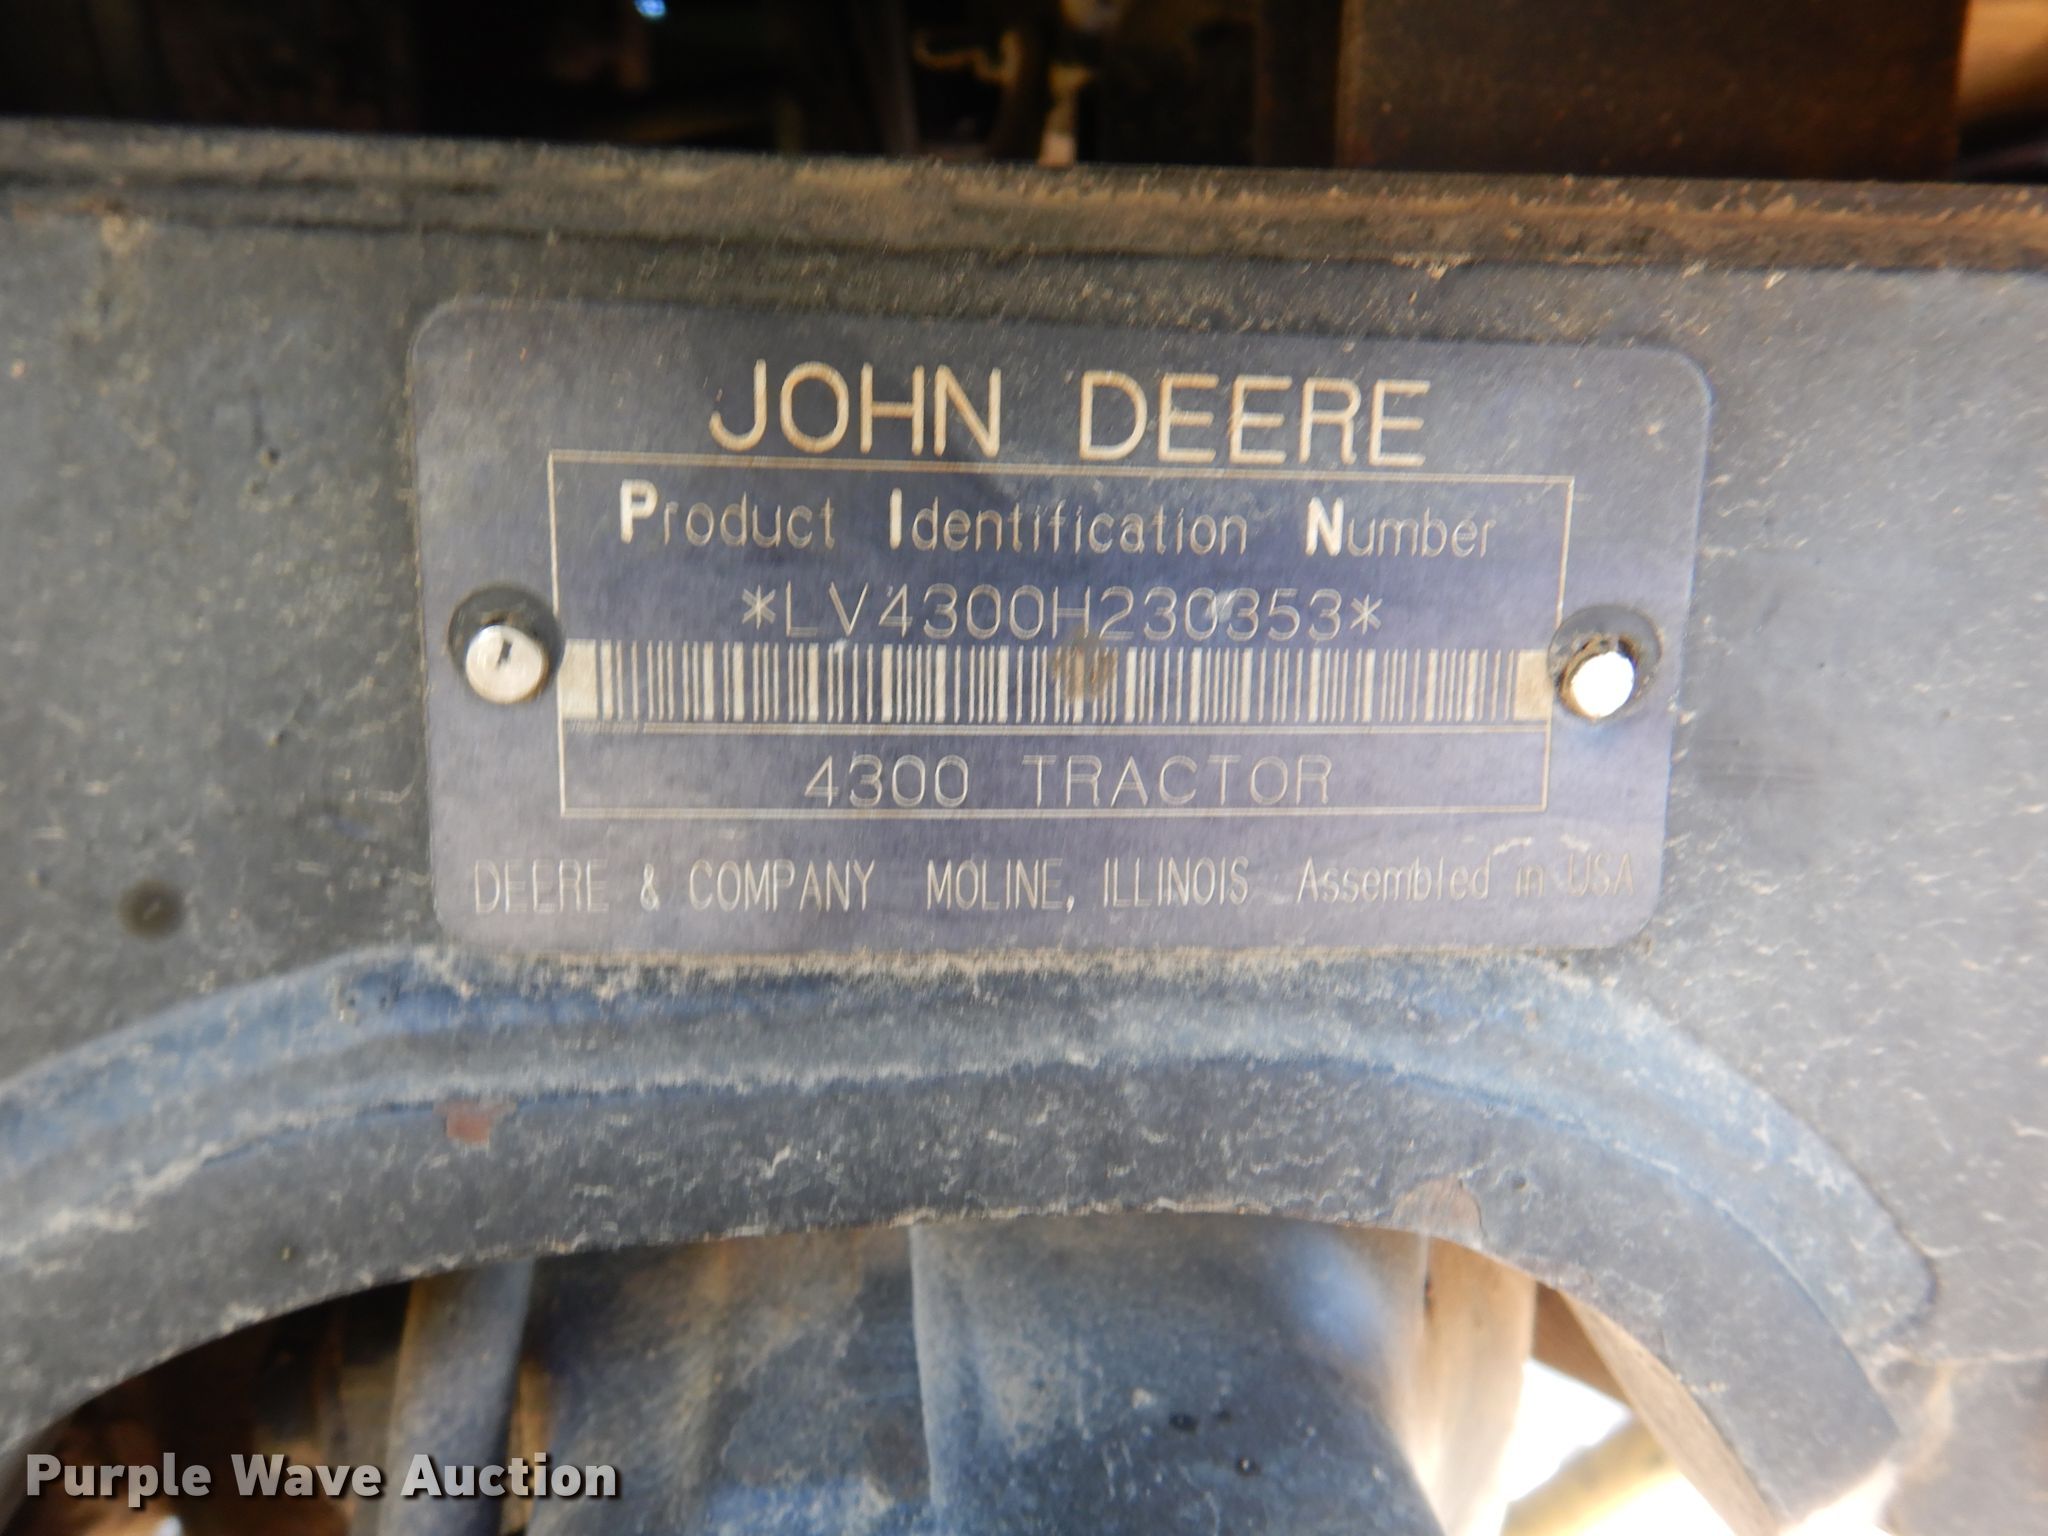 JOHN DEERE
Product Identification Number
*LV4300H230353*
4300 TRACTOR
DEERE & COMPANY MOLINE, ILLINOIS Assembled in USA
Purple Wave Auction